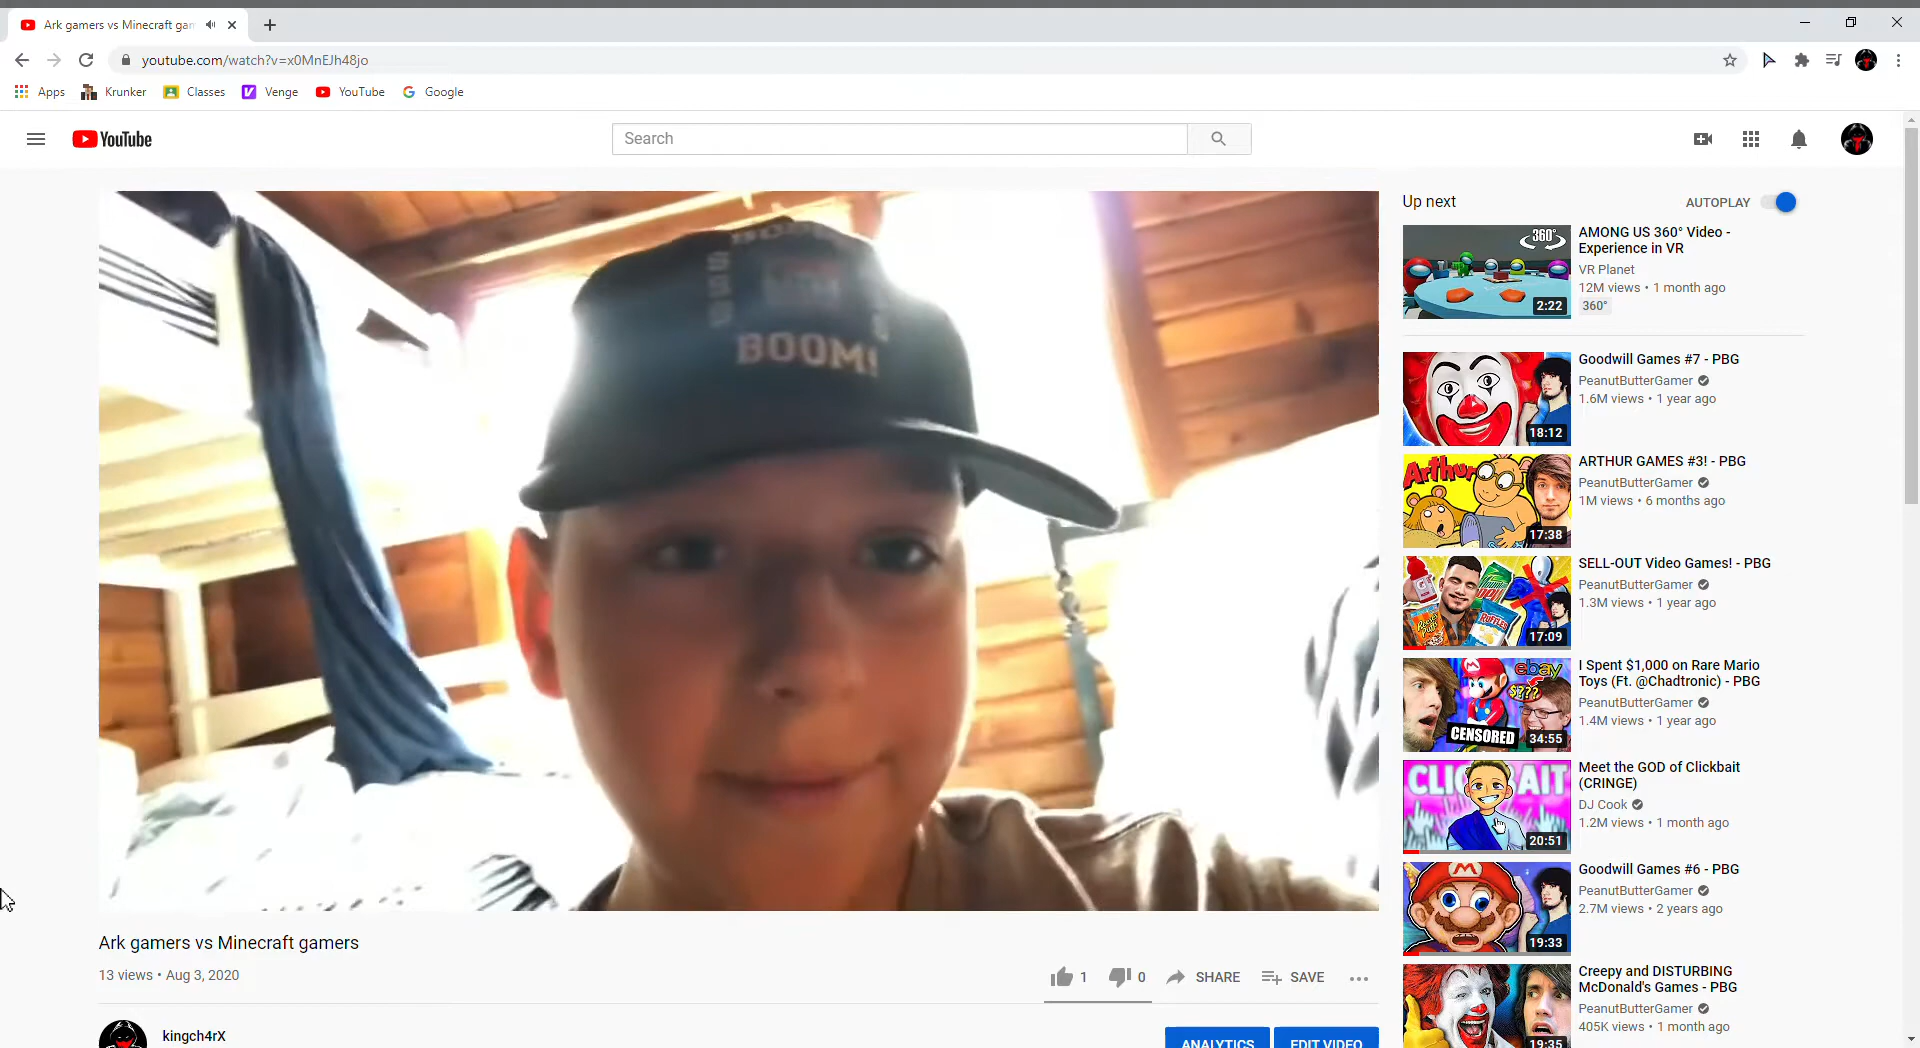 Ark gamers vs Minecraft gam
youtube.com/watch?v=x0MnEJh48jo
Apps
Krunker
Classes
Venge
YouTube
Google
YouTube
Search
BOOM!
Ark gamers vs Minecraft gamers
13 views • Aug 3, 2020
1
0
SHARE
SAVE
kingch4rX
ANALYTICS
EDIT VIDEO
Up next
AUTOPLAY
360°
2:22
AMONG US 360° Video -
Experience in VR
VR Planet
12M views • 1 month ago
360°
18:12
Goodwill Games #7 - PBG
PeanutButterGamer
1.6M views • 1 year ago
Arthur
17:38
ARTHUR GAMES #3! - PBG
PeanutButterGamer
1M views • 6 months ago
RUFFLES
17:09
SELL-OUT Video Games! - PBG
PeanutButterGamer
1.3M views • 1 year ago
ebay
$???
CENSORED
34:55
I Spent $1,000 on Rare Mario
Toys (Ft. @Chadtronic) - PBG
PeanutButterGamer
1.4M views • 1 year ago
20:51
Meet the GOD of Clickbait
(CRINGE)
DJ Cook
1.2M views • 1 month ago
19:33
Goodwill Games #6 - PBG
PeanutButterGamer
2.7M views • 2 years ago
19:35
Creepy and DISTURBING
McDonald's Games - PBG
PeanutButterGamer
405K views • 1 month ago